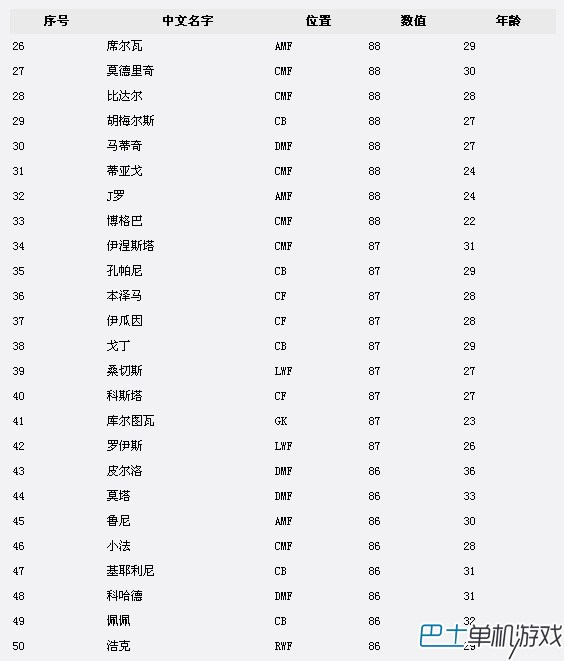 序号 中文名字 位置 数值 年龄
26 席尔瓦 AMF 88 29
27 莫德里奇 CMF 88 30
28 比达尔 CMF 88 28
29 胡梅尔斯 CB 88 27
30 马蒂奇 DMF 88 27
31 蒂亚戈 CMF 88 24
32 J罗 AMF 88 24
33 博格巴 CMF 88 22
34 伊涅斯塔 CMF 87 31
35 孔帕尼 CB 87 29
36 本泽马 CF 87 28
37 伊瓜因 CF 87 28
38 戈丁 CB 87 29
39 桑切斯 LWF 87 27
40 科斯塔 CF 87 27
41 库尔图瓦 GK 87 23
42 罗伊斯 LWF 87 26
43 皮尔洛 DMF 86 36
44 莫塔 DMF 86 33
45 鲁尼 AMF 86 30
46 小法 CMF 86 28
47 基耶利尼 CB 86 31
48 科哈德 DMF 86 31
49 佩佩 CB 86 32
50 浩克 RWF 86 29
巴士单机游戏